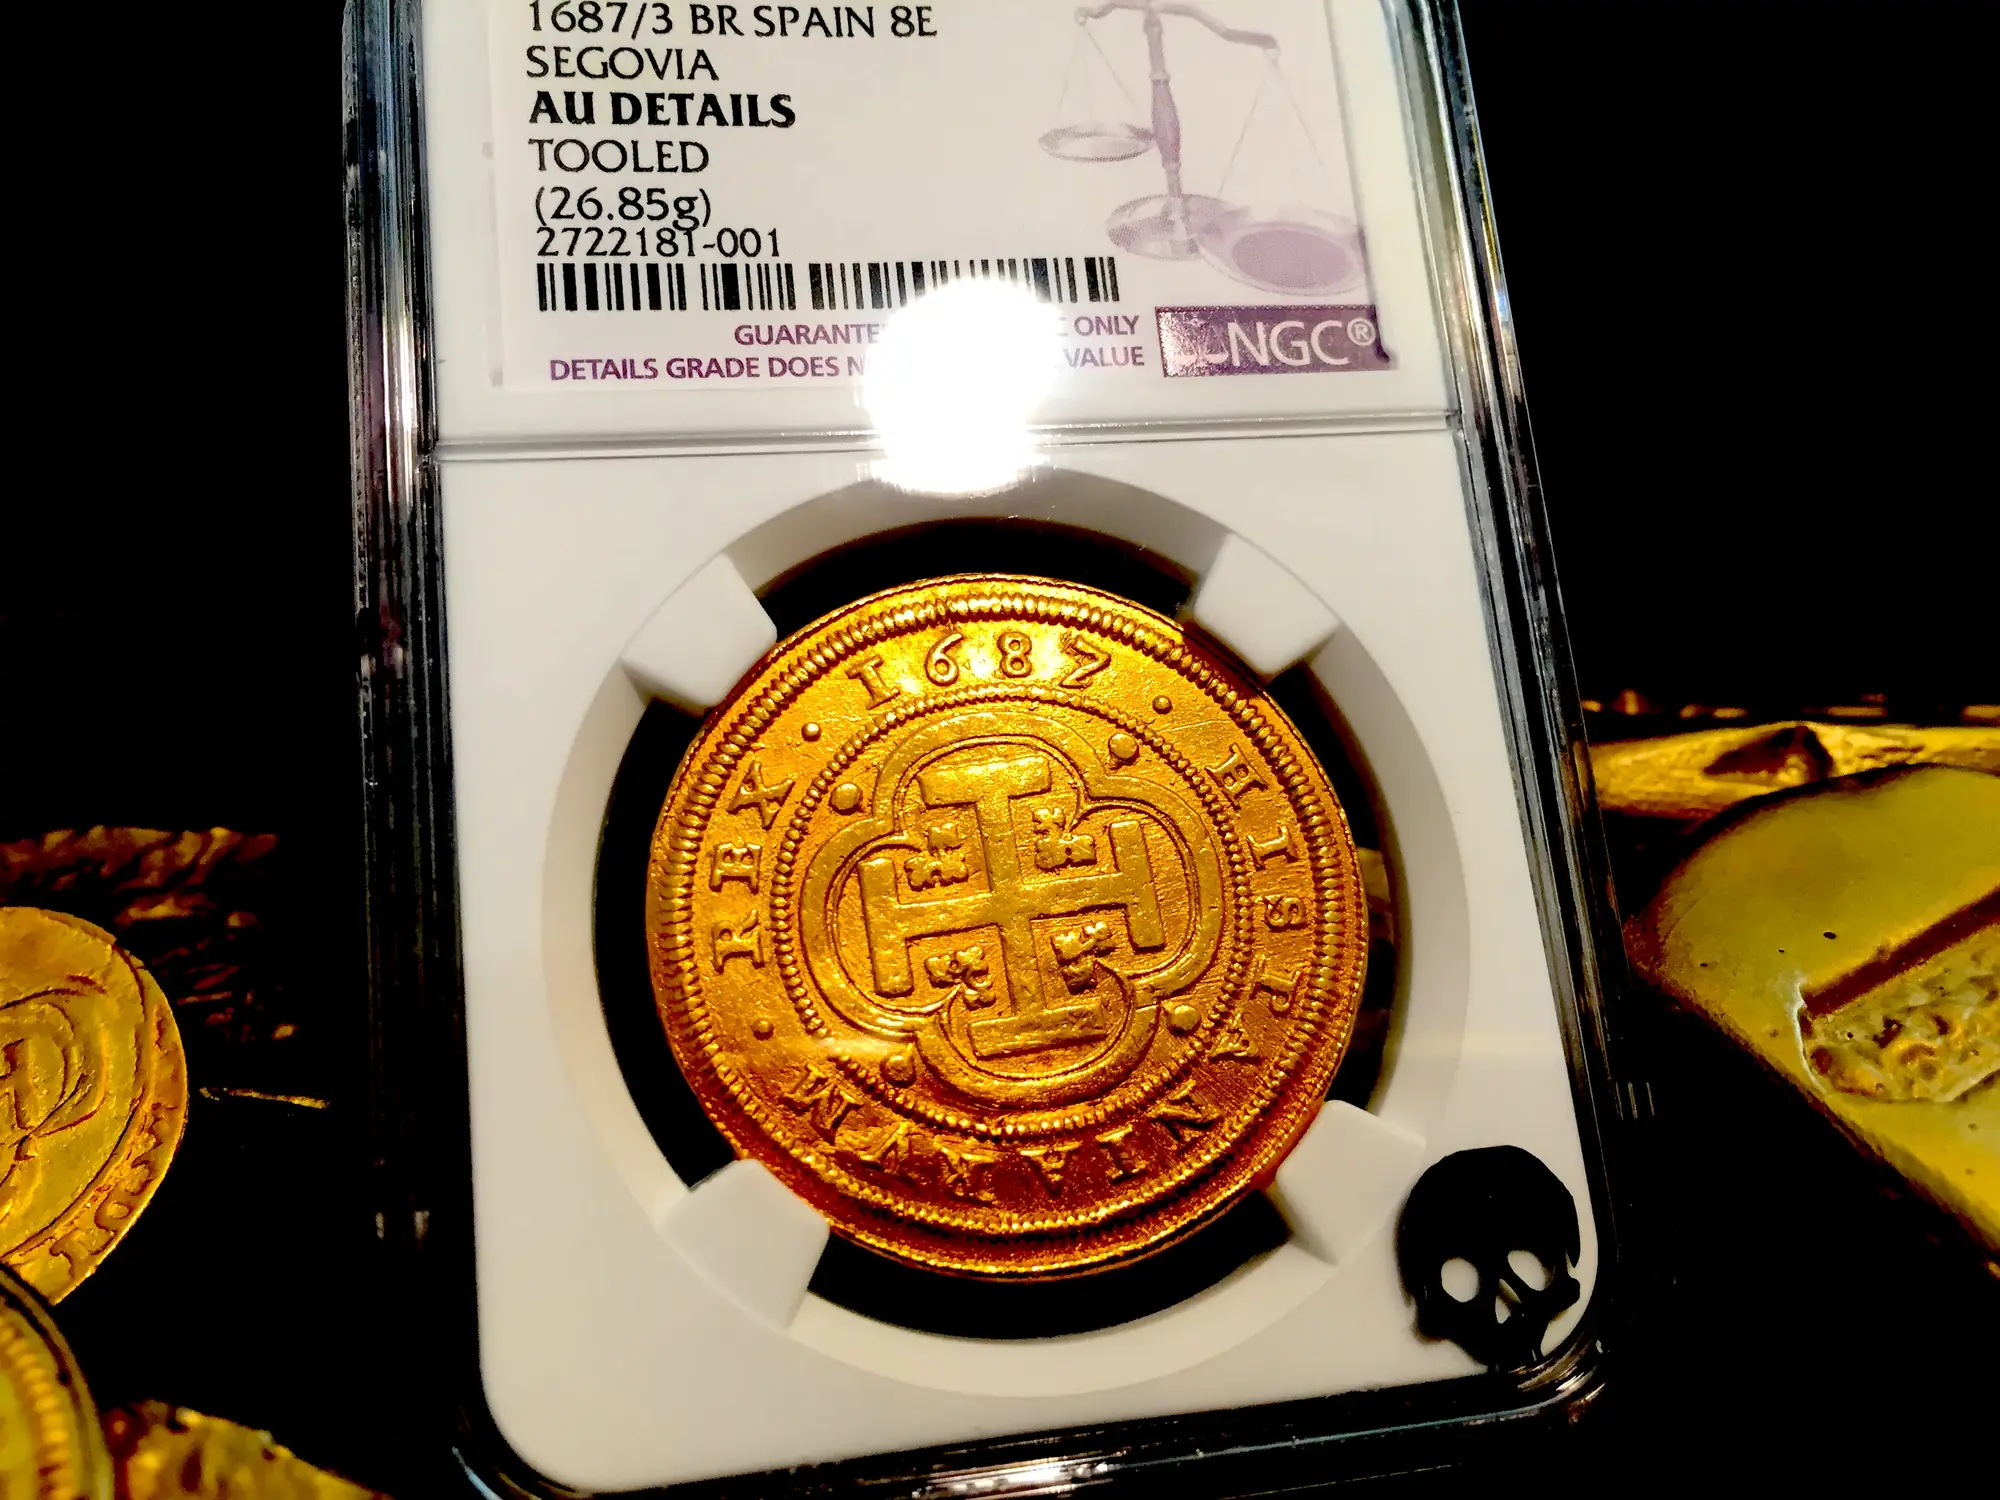 1687/3 BR SPAIN 8E
SEGOVIA
AU DETAILS
TOOLED
(26.85g)
2722181-001
GUARANTE ONLY
DETAILS GRADE DOES N VALUE
NGC®
1687 · HISPANIARVM · REX ·